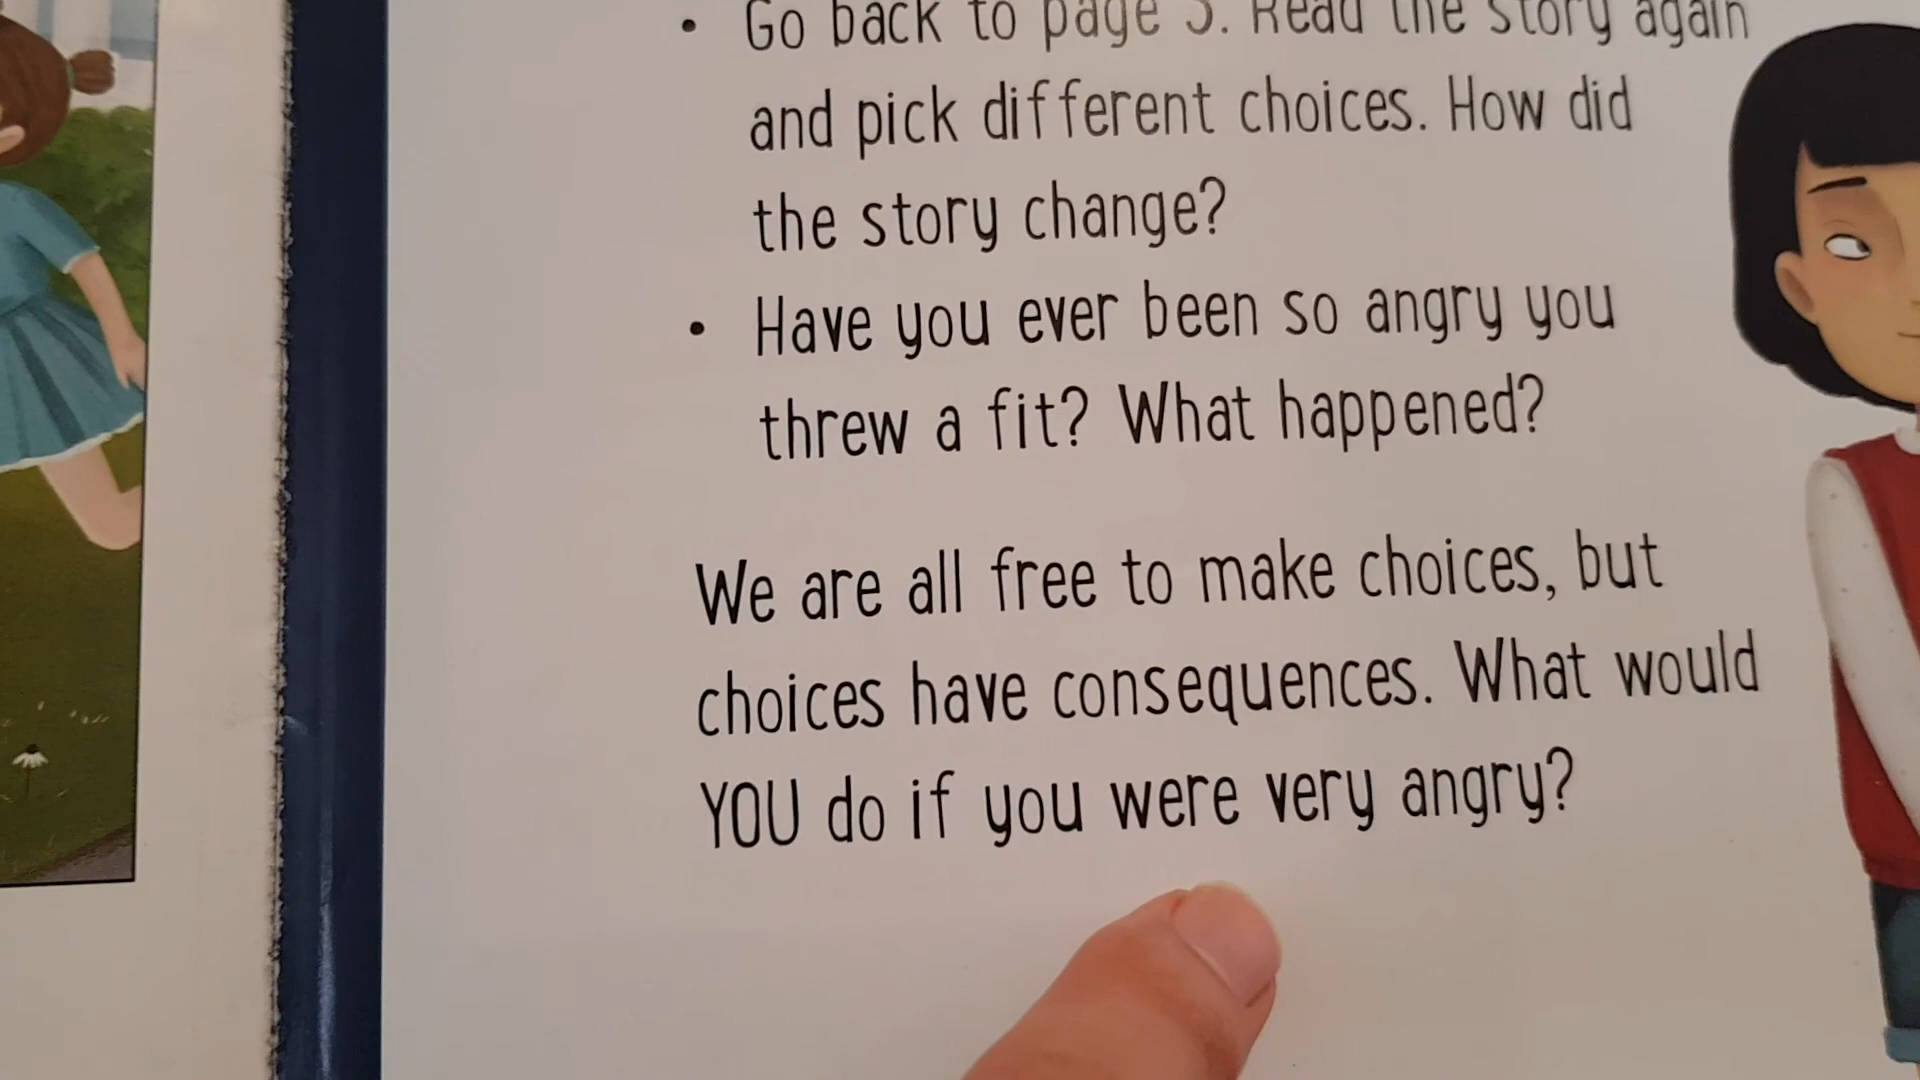 • Go back to page 3. Read the story again
and pick different choices. How did
the story change?
• Have you ever been so angry you
threw a fit? What happened?
We are all free to make choices, but
choices have consequences. What would
YOU do if you were very angry?